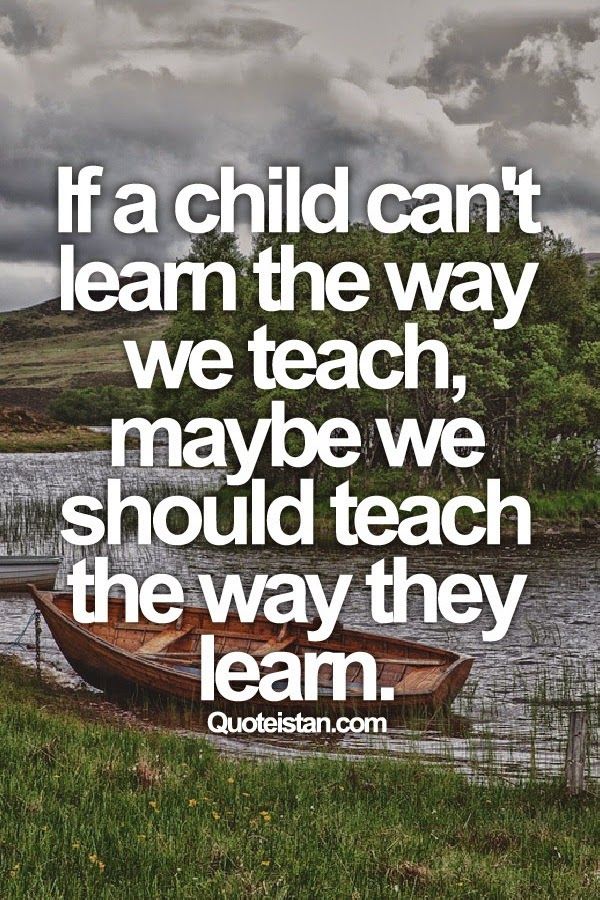 If a child can't
learn the way
we teach,
maybe we
should teach
the way they
learn.
Quoteistan.com